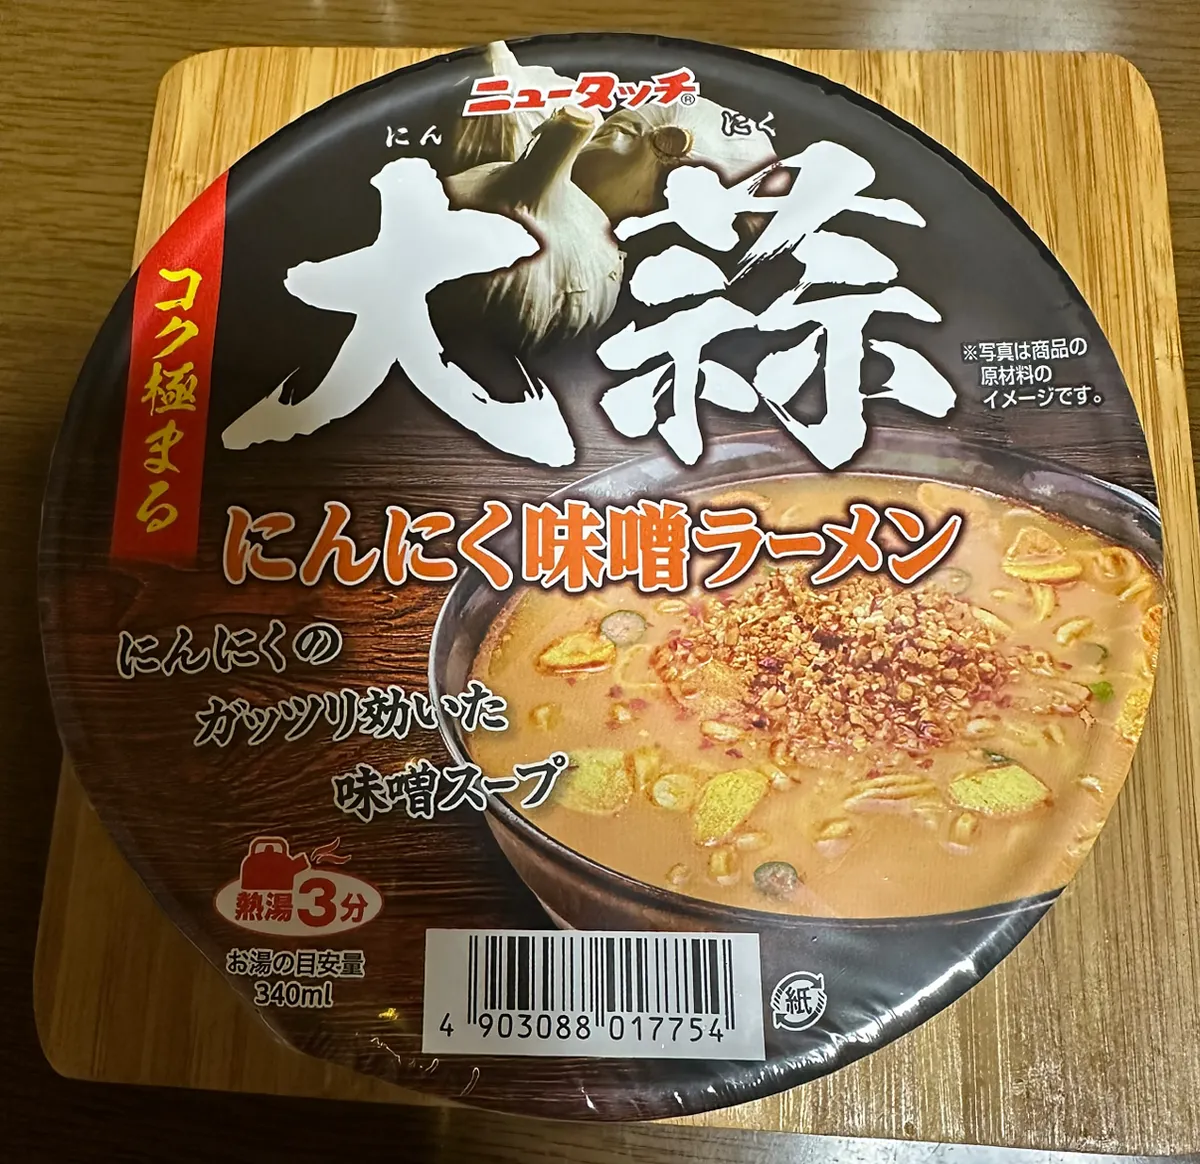 ニュータッチ®
にん にく
大蒜
コク極まる
※写真は商品の
原材料の
イメージです。
にんにく味噌ラーメン
にんにくの
ガッツリ効いた
味噌スープ
熱湯3分
お湯の目安量
340ml
4 903088 017754
紙